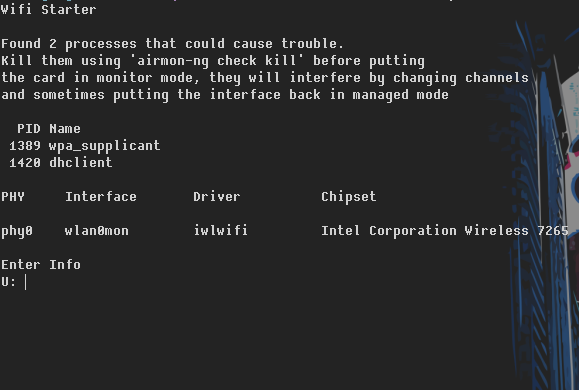 Wifi Starter
Found 2 processes that could cause trouble.
Kill them using 'airmon-ng check kill' before putting
the card in monitor mode, they will interfere by changing channels
and sometimes putting the interface back in managed mode
PID Name
1389 wpa_supplicant
1420 dhclient
PHY Interface Driver Chipset
phy0 wlan0mon iwlwifi Intel Corporation Wireless 7265
Enter Info
U: